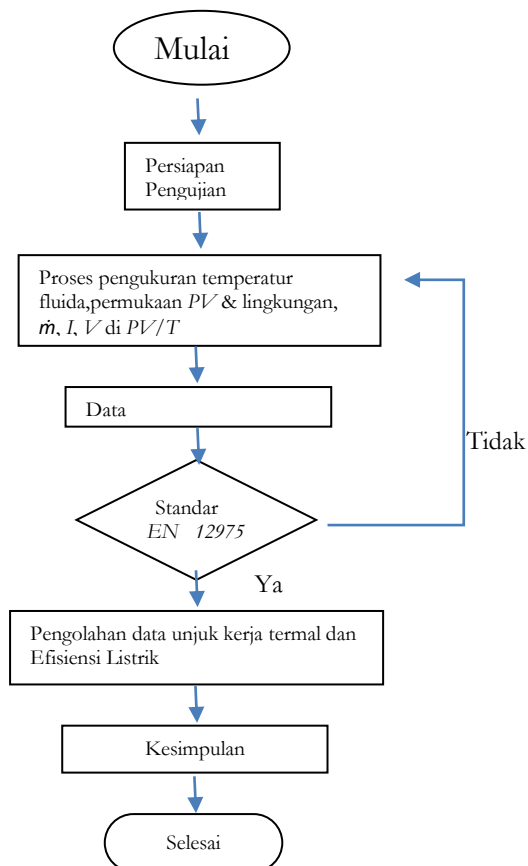 Mulai
Persiapan
Pengujian
Proses pengukuran temperatur
fluida,permukaan PV & lingkungan,
ṁ, I, V di PV/T
Data
Tidak
Standar
EN 12975
Ya
Pengolahan data unjuk kerja termal dan
Efisiensi Listrik
Kesimpulan
Selesai